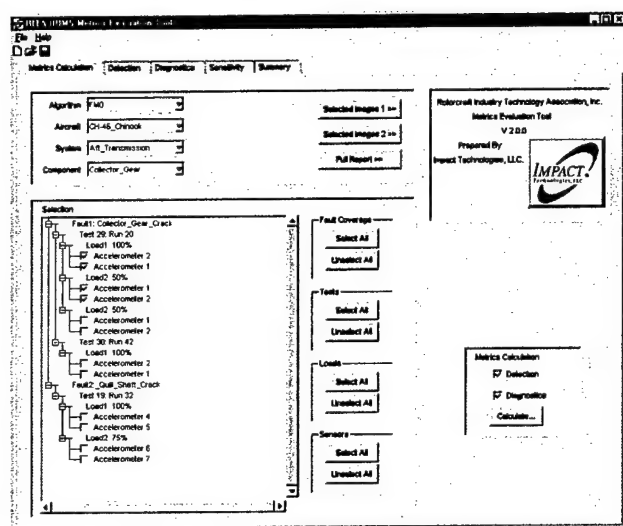 HUMS Metrics Evaluation Tool
File Help
Metrics Calculation Detection Diagnostics Sensitivity Summary
Algorithm FM0
Aircraft CH-46_Chinook
System Aft_Transmission
Component Collector_Gear
Selected Images 1 >>
Selected Images 2 >>
Full Report >>
Rotorcraft Industry Technology Association, Inc.
Metrics Evaluation Tool
V 2.0.0
Prepared By
Impact Technologies, LLC.
IMPACT
Technologies, LLC
Selection
Fault1: Collector_Gear_Crack
Test 29: Run 20
Load1 100%
Accelerometer 2
Accelerometer 1
Load2 50%
Accelerometer 1
Accelerometer 2
Load2 50%
Accelerometer 1
Accelerometer 2
Test 30: Run 42
Load1 100%
Accelerometer 2
Accelerometer 1
Fault2: Quill_Shaft_Crack
Test 19: Run 32
Load1 100%
Accelerometer 4
Accelerometer 5
Load2 75%
Accelerometer 6
Accelerometer 7
Fault Coverage
Select All
Unselect All
Tests
Select All
Unselect All
Loads
Select All
Unselect All
Sensors
Select All
Unselect All
Metrics Calculation
Detection
Diagnostics
Calculate...